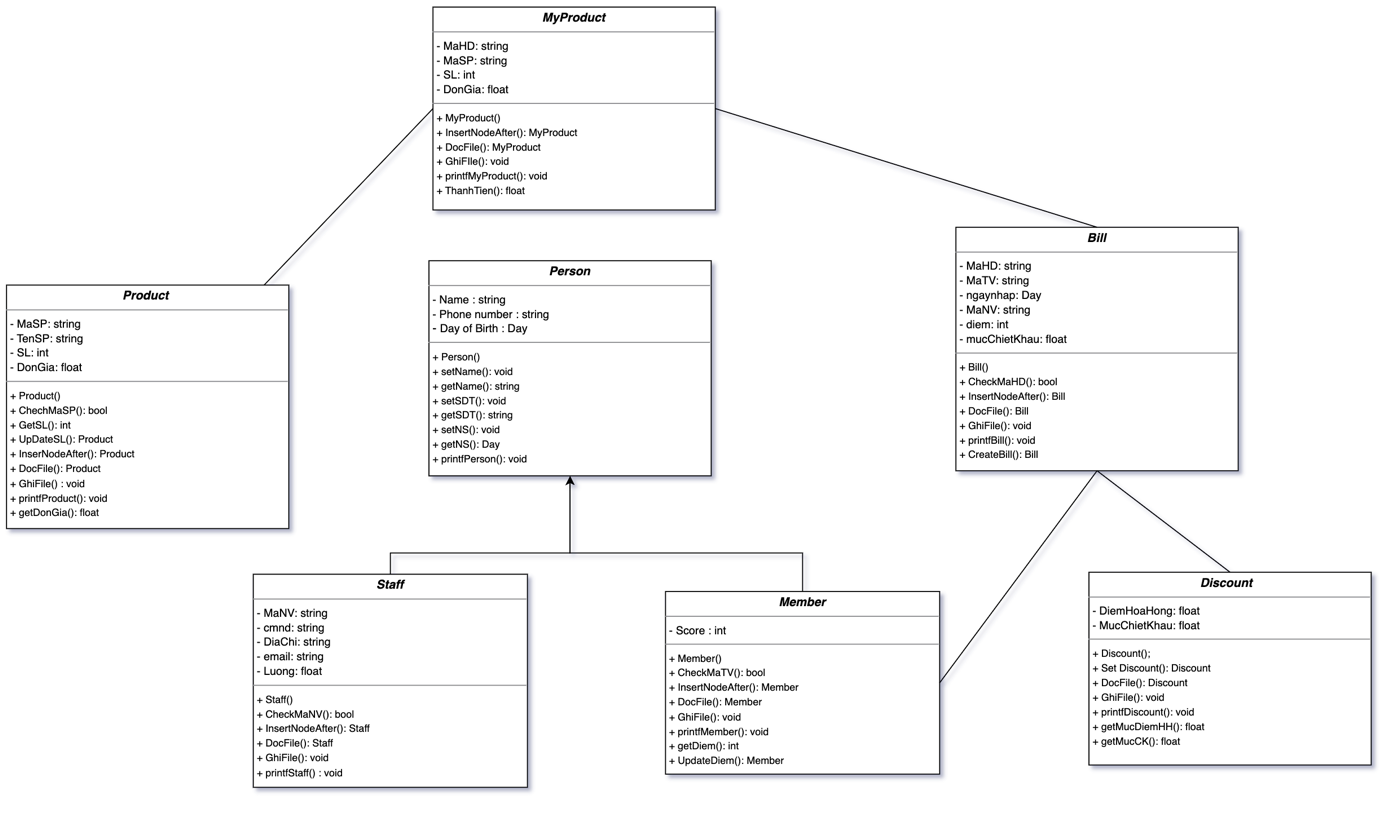 MyProduct
- MaHD: string
- MaSP: string
- SL: int
- DonGia: float
+ MyProduct()
+ InsertNodeAfter(): MyProduct
+ DocFile(): MyProduct
+ GhiFIle(): void
+ printfMyProduct(): void
+ ThanhTien(): float
Product
- MaSP: string
- TenSP: string
- SL: int
- DonGia: float
+ Product()
+ ChechMaSP(): bool
+ GetSL(): int
+ UpDateSL(): Product
+ InserNodeAfter(): Product
+ DocFile(): Product
+ GhiFile() : void
+ printfProduct(): void
+ getDonGia(): float
Person
- Name : string
- Phone number : string
- Day of Birth : Day
+ Person()
+ setName(): void
+ getName(): string
+ setSDT(): void
+ getSDT(): string
+ setNS(): void
+ getNS(): Day
+ printfPerson(): void
Bill
- MaHD: string
- MaTV: string
- ngaynhap: Day
- MaNV: string
- diem: int
- mucChietKhau: float
+ Bill()
+ CheckMaHD(): bool
+ InsertNodeAfter(): Bill
+ DocFile(): Bill
+ GhiFile(): void
+ printfBill(): void
+ CreateBill(): Bill
Staff
- MaNV: string
- cmnd: string
- DiaChi: string
- email: string
- Luong: float
+ Staff()
+ CheckMaNV(): bool
+ InsertNodeAfter(): Staff
+ DocFile(): Staff
+ GhiFile(): void
+ printfStaff() : void
Member
- Score : int
+ Member()
+ CheckMaTV(): bool
+ InsertNodeAfter(): Member
+ DocFile(): Member
+ GhiFile(): void
+ printfMember(): void
+ getDiem(): int
+ UpdateDiem(): Member
Discount
- DiemHoaHong: float
- MucChietKhau: float
+ Discount();
+ Set Discount(): Discount
+ DocFile(): Discount
+ GhiFile(): void
+ printfDiscount(): void
+ getMucDiemHH(): float
+ getMucCK(): float